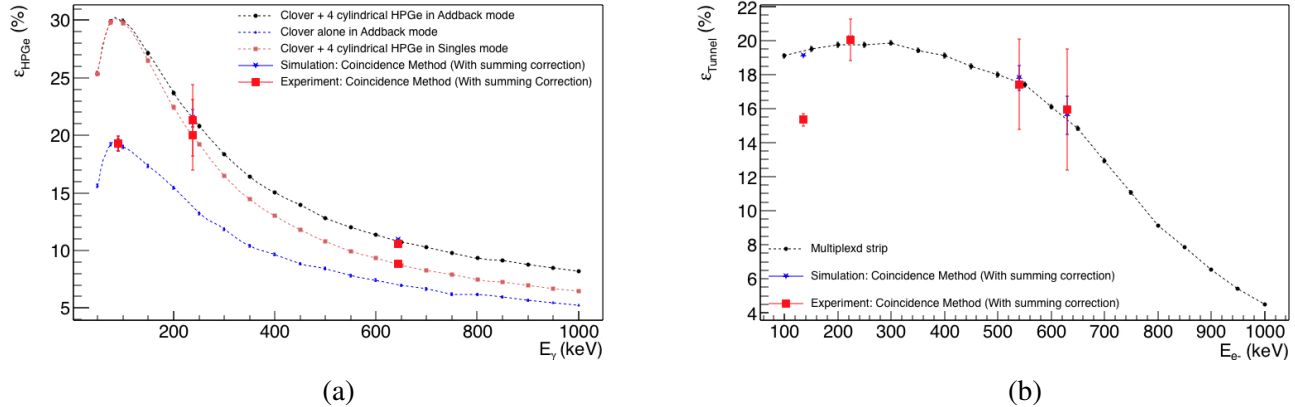 ε_HPGe (%)
30
25
20
15
10
5
200 400 600 800 1000
E_γ (keV)
Clover + 4 cylindrical HPGe in Addback mode
Clover alone in Addback mode
Clover + 4 cylindrical HPGe in Singles mode
Simulation: Coincidence Method (With summing correction)
Experiment: Coincidence Method (With summing correction)
(a)
ε_Tunnel (%)
22
20
18
16
14
12
10
8
6
4
100 200 300 400 500 600 700 800 900 1000
E_e- (keV)
Multiplexd strip
Simulation: Coincidence Method (With summing correction)
Experiment: Coincidence Method (With summing correction)
(b)